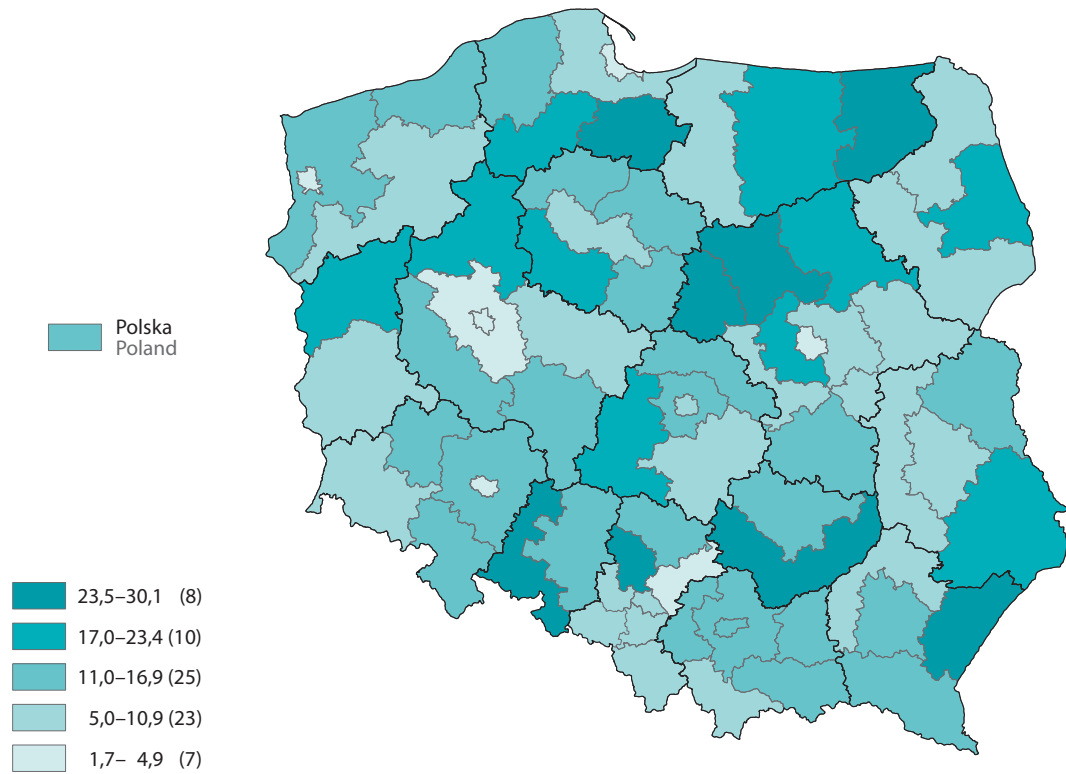 Polska
Poland
23,5–30,1 (8)
17,0–23,4 (10)
11,0–16,9 (25)
5,0–10,9 (23)
1,7– 4,9 (7)